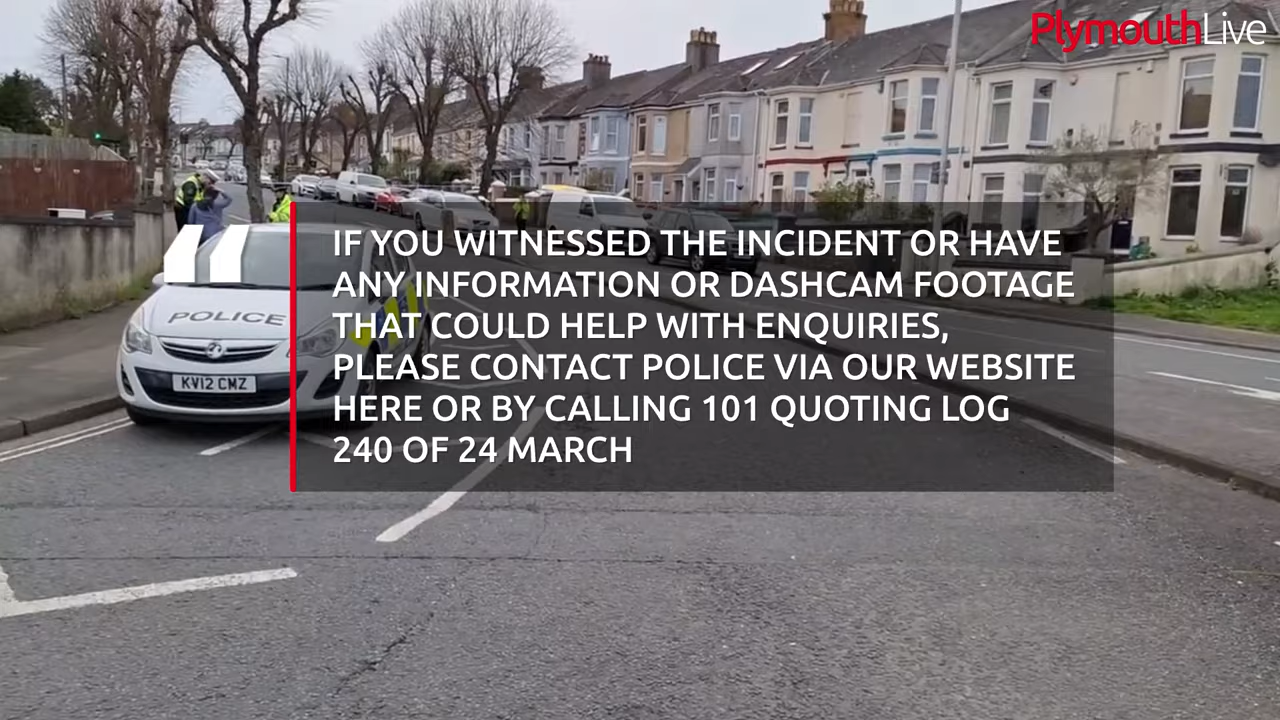 PlymouthLive
IF YOU WITNESSED THE INCIDENT OR HAVE
ANY INFORMATION OR DASHCAM FOOTAGE
THAT COULD HELP WITH ENQUIRIES,
PLEASE CONTACT POLICE VIA OUR WEBSITE
HERE OR BY CALLING 101 QUOTING LOG
240 OF 24 MARCH
POLICE
KV12 CMZ